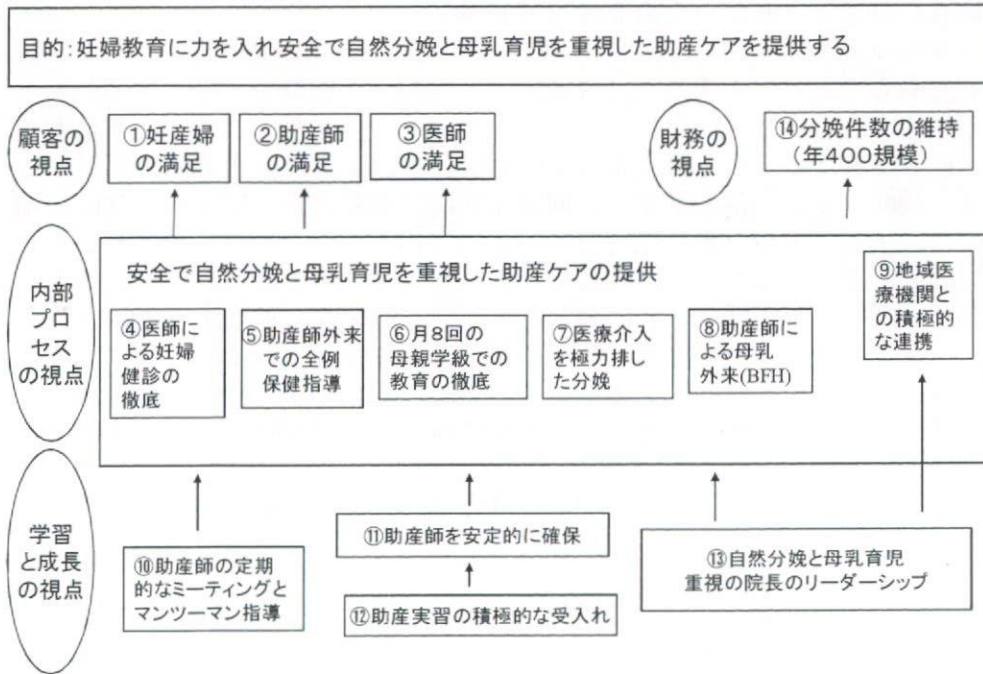 目的:妊婦教育に力を入れ安全で自然分娩と母乳育児を重視した助産ケアを提供する
顧客の
視点
①妊産婦
の満足
②助産師
の満足
③医師
の満足
財務の
視点
⑭分娩件数の維持
(年400規模)
内部
プロ
セス
の視点
安全で自然分娩と母乳育児を重視した助産ケアの提供
④医師に
よる妊婦
健診の
徹底
⑤助産師外来
での全例
保健指導
⑥月8回の
母親学級での
教育の徹底
⑦医療介入
を極力排し
た分娩
⑧助産師に
よる母乳
外来(BFH)
⑨地域医
療機関と
の積極的
な連携
学習
と成長
の視点
⑩助産師の定期
的なミーティングと
マンツーマン指導
⑪助産師を安定的に確保
⑫助産実習の積極的な受入れ
⑬自然分娩と母乳育児
重視の院長のリーダーシップ